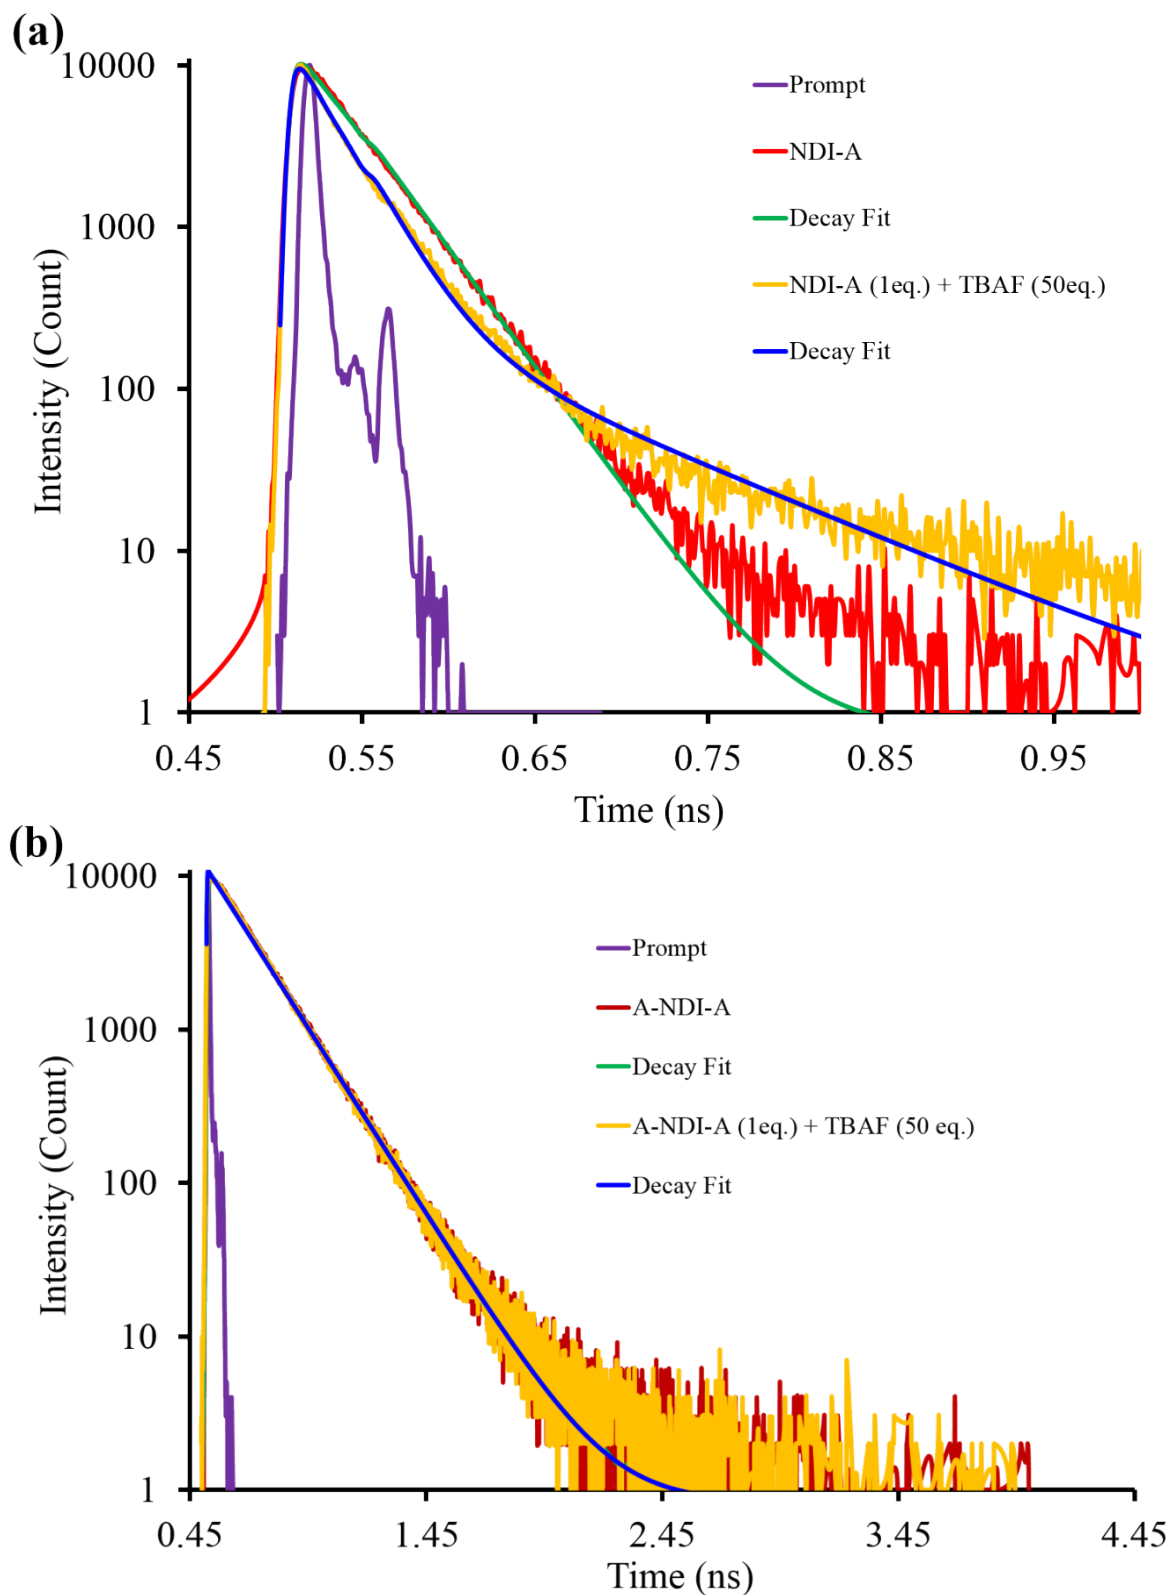 (a)
10000
1000
100
10
1
Intensity (Count)
Prompt
NDI-A
Decay Fit
NDI-A (1eq.) + TBAF (50eq.)
Decay Fit
0.45 0.55 0.65 0.75 0.85 0.95
Time (ns)
(b)
10000
1000
100
10
1
Intensity (Count)
Prompt
A-NDI-A
Decay Fit
A-NDI-A (1eq.) + TBAF (50 eq.)
Decay Fit
0.45 1.45 2.45 3.45 4.45
Time (ns)